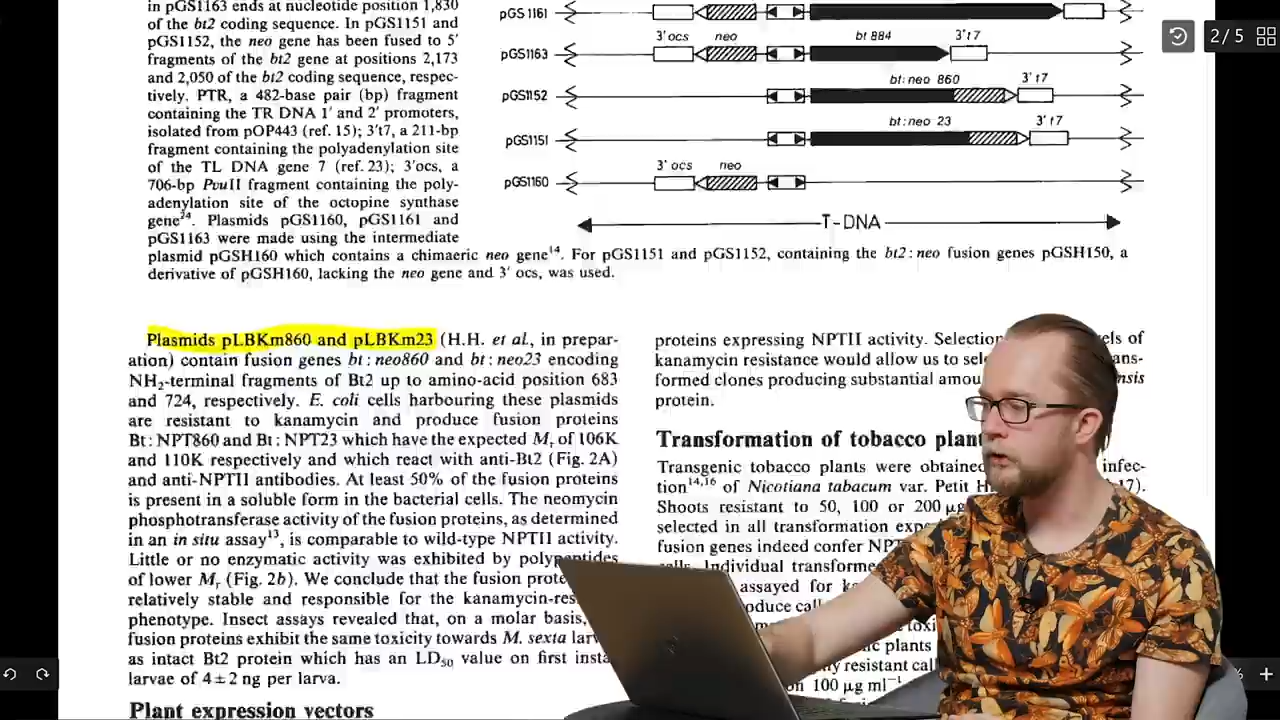 in pGS1163 ends at nucleotide position 1,830
of the bt2 coding sequence. In pGS1151 and
pGS1152, the neo gene has been fused to 5'
fragments of the bt2 gene at positions 2,173
and 2,050 of the bt2 coding sequence, respec-
tively. PTR, a 482-base pair (bp) fragment
containing the TR DNA 1' and 2' promoters,
isolated from pOP443 (ref. 15); 3't7, a 211-bp
fragment containing the polyadenylation site
of the TL DNA gene 7 (ref. 23); 3'ocs, a
706-bp PvuII fragment containing the poly-
adenylation site of the octopine synthase
gene24. Plasmids pGS1160, pGS1161 and
pGS1163 were made using the intermediate
plasmid pGSH160 which contains a chimaeric neo gene14. For pGS1151 and pGS1152, containing the bt2:neo fusion genes pGSH150, a
derivative of pGSH160, lacking the neo gene and 3' ocs, was used.
pGS1161
3' ocs neo bt 884 3't7
pGS1163
bt:neo 860 3' t7
pGS1152
bt:neo 23 3' t7
pGS1151
3' ocs neo
pGS1160
T-DNA
2/5
Plasmids pLBKm860 and pLBKm23 (H.H. et al., in prepar-
ation) contain fusion genes bt:neo860 and bt:neo23 encoding
NH2-terminal fragments of Bt2 up to amino-acid position 683
and 724, respectively. E. coli cells harbouring these plasmids
are resistant to kanamycin and produce fusion proteins
Bt:NPT860 and Bt:NPT23 which have the expected Mr of 106K
and 110K respectively and which react with anti-Bt2 (Fig. 2A)
and anti-NPTII antibodies. At least 50% of the fusion proteins
is present in a soluble form in the bacterial cells. The neomycin
phosphotransferase activity of the fusion proteins, as determined
in an in situ assay13, is comparable to wild-type NPTII activity.
Little or no enzymatic activity was exhibited by polypeptides
of lower Mr (Fig. 2b). We conclude that the fusion
relatively stable and responsible for the
phenotype. Insect assays revealed that, on a molar basis,
fusion proteins exhibit the same toxicity towards M. sexta
as intact Bt2 protein which has an LD50 value on first
larvae of 4±2 ng per larva.
Plant expression vectors
proteins expressing NPTII activity.
kanamycin resistance would allow us to
formed clones producing substantial
protein.
Transformation of tobacco
Transgenic tobacco plants were obtained infec-
tion14,16 of Nicotiana tabacum var. Petit
Shoots resistant to 50, 100 or 200 µg
selected in all transformation
fusion genes indeed confer
Individual
assayed for
plants
resistant
100 µg ml-1
%